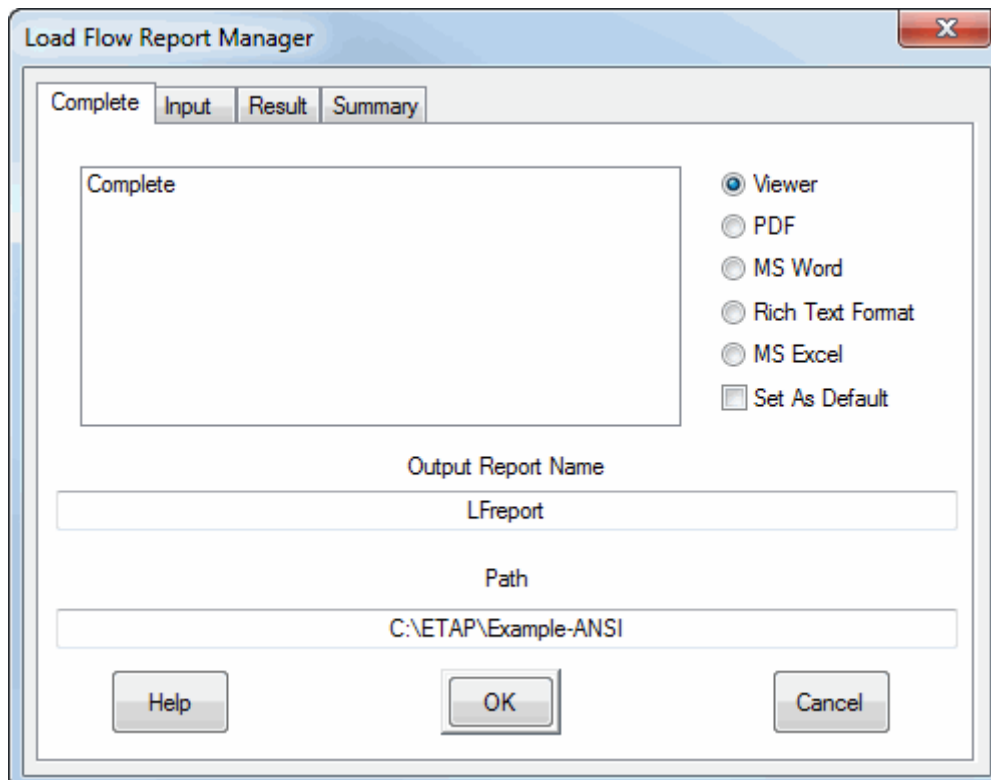 Load Flow Report Manager
Complete Input Result Summary
Complete
Viewer
PDF
MS Word
Rich Text Format
MS Excel
Set As Default
Output Report Name
LFreport
Path
C:\ETAP\Example-ANSI
Help OK Cancel